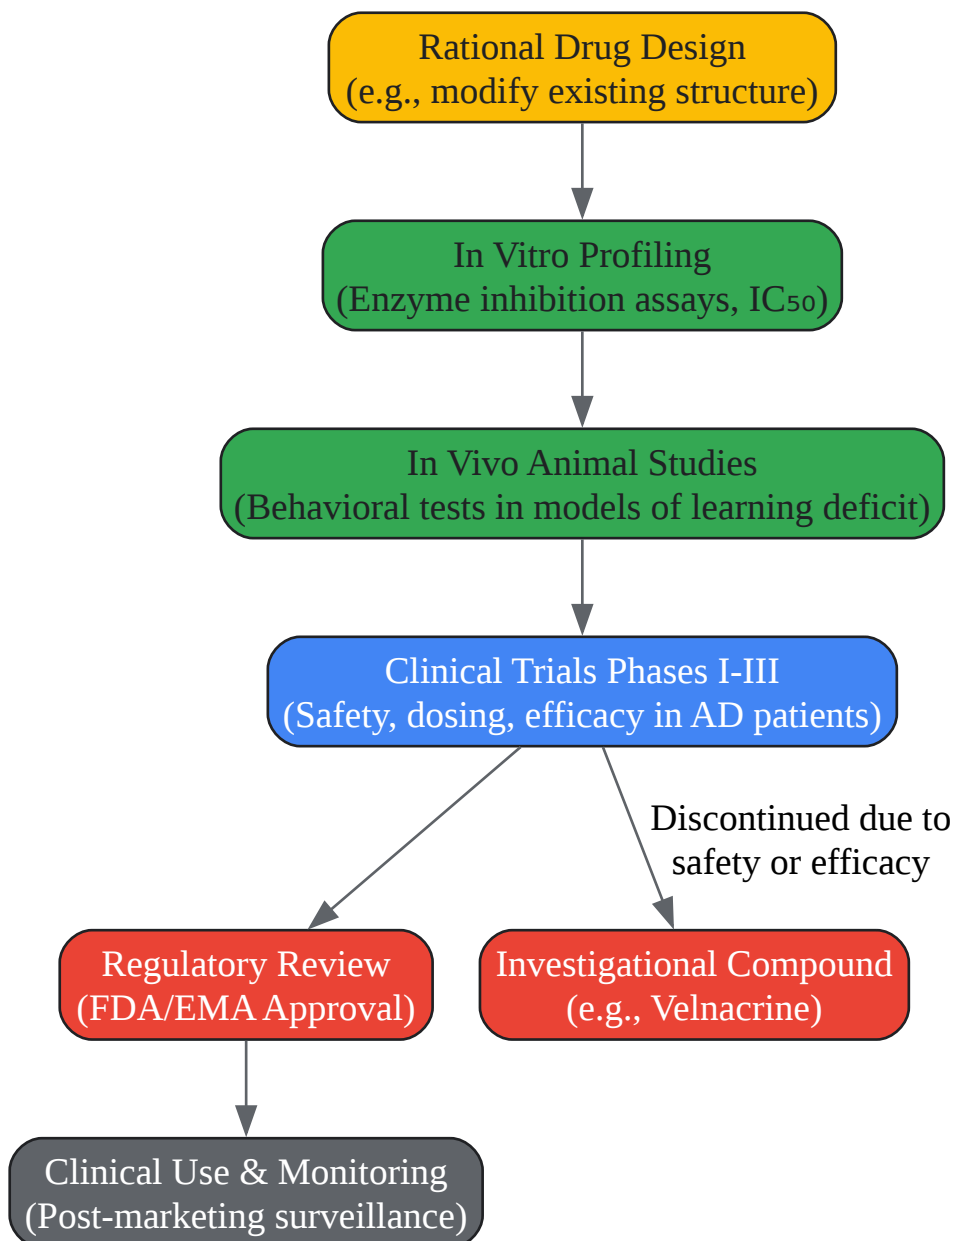 Rational Drug Design
(e.g., modify existing structure)
In Vitro Profiling
(Enzyme inhibition assays, IC₅₀)
In Vivo Animal Studies
(Behavioral tests in models of learning deficit)
Clinical Trials Phases I-III
(Safety, dosing, efficacy in AD patients)
Discontinued due to
safety or efficacy
Regulatory Review
(FDA/EMA Approval)
Investigational Compound
(e.g., Velnacrine)
Clinical Use & Monitoring
(Post-marketing surveillance)